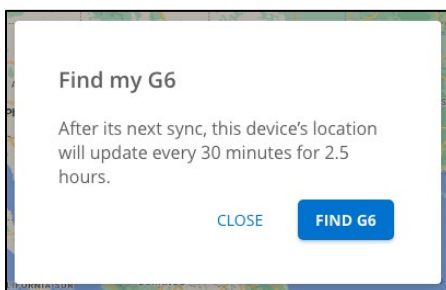 Find my G6
After its next sync, this device's location
will update every 30 minutes for 2.5
hours.
CLOSE
FIND G6